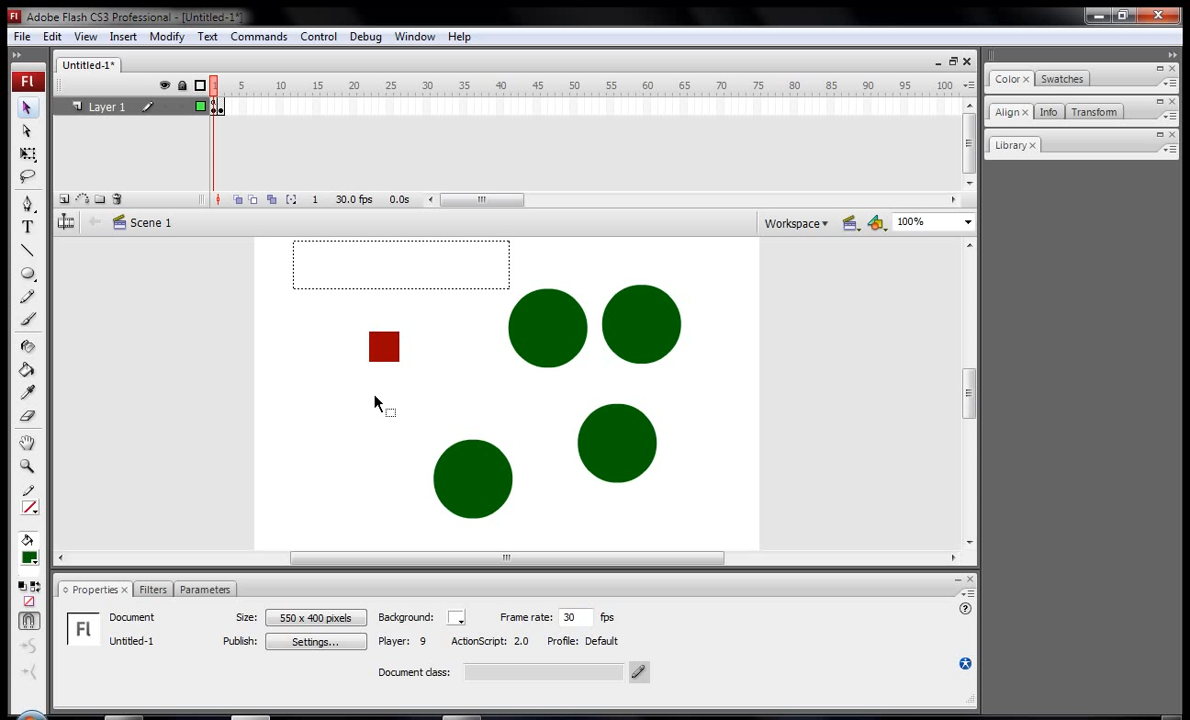 Adobe Flash CS3 Professional - [Untitled-1*]
File Edit View Insert Modify Text Commands Control Debug Window Help
Untitled-1*
1 5 10 15 20 25 30 35 40 45 50 55 60 65 70 75 80 85 90 95 100
Layer 1
1 30.0 fps 0.0s
Scene 1 Workspace 100%
Color Swatches
Align Info Transform
Library
Fl
Properties Filters Parameters
Fl Document Size: 550 x 400 pixels Background: Frame rate: 30 fps
Untitled-1 Publish: Settings... Player: 9 ActionScript: 2.0 Profile: Default
Document class: